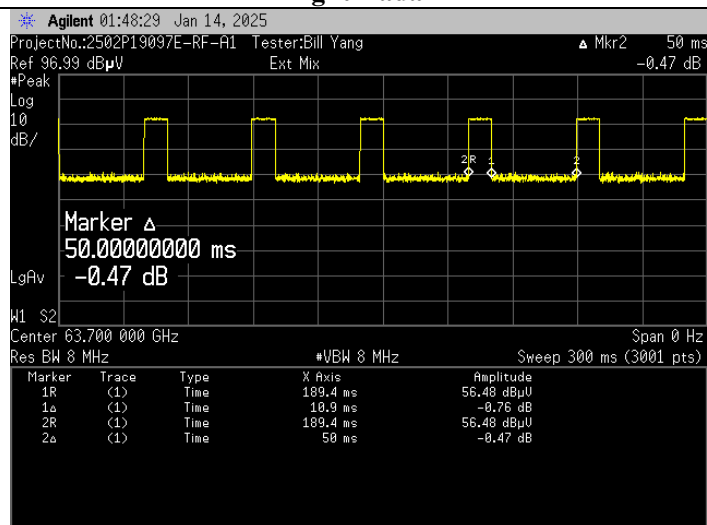 Agilent 01:48:29 Jan 14, 2025
ProjectNo.:2502P19097E-RF-A1 Tester:Bill Yang ▵ Mkr2 50 ms
Ref 96.99 dBµV Ext Mix -0.47 dB
#Peak
Log
10
dB/
2R 1 2
Marker ▵
50.00000000 ms
-0.47 dB
LgAv
W1 S2
Center 63.700 000 GHz Span 0 Hz
Res BW 8 MHz #VBW 8 MHz Sweep 300 ms (3001 pts)
Marker Trace Type X Axis Amplitude
1R (1) Time 189.4 ms 56.48 dBµV
1▵ (1) Time 10.9 ms -0.76 dB
2R (1) Time 189.4 ms 56.48 dBµV
2▵ (1) Time 50 ms -0.47 dB